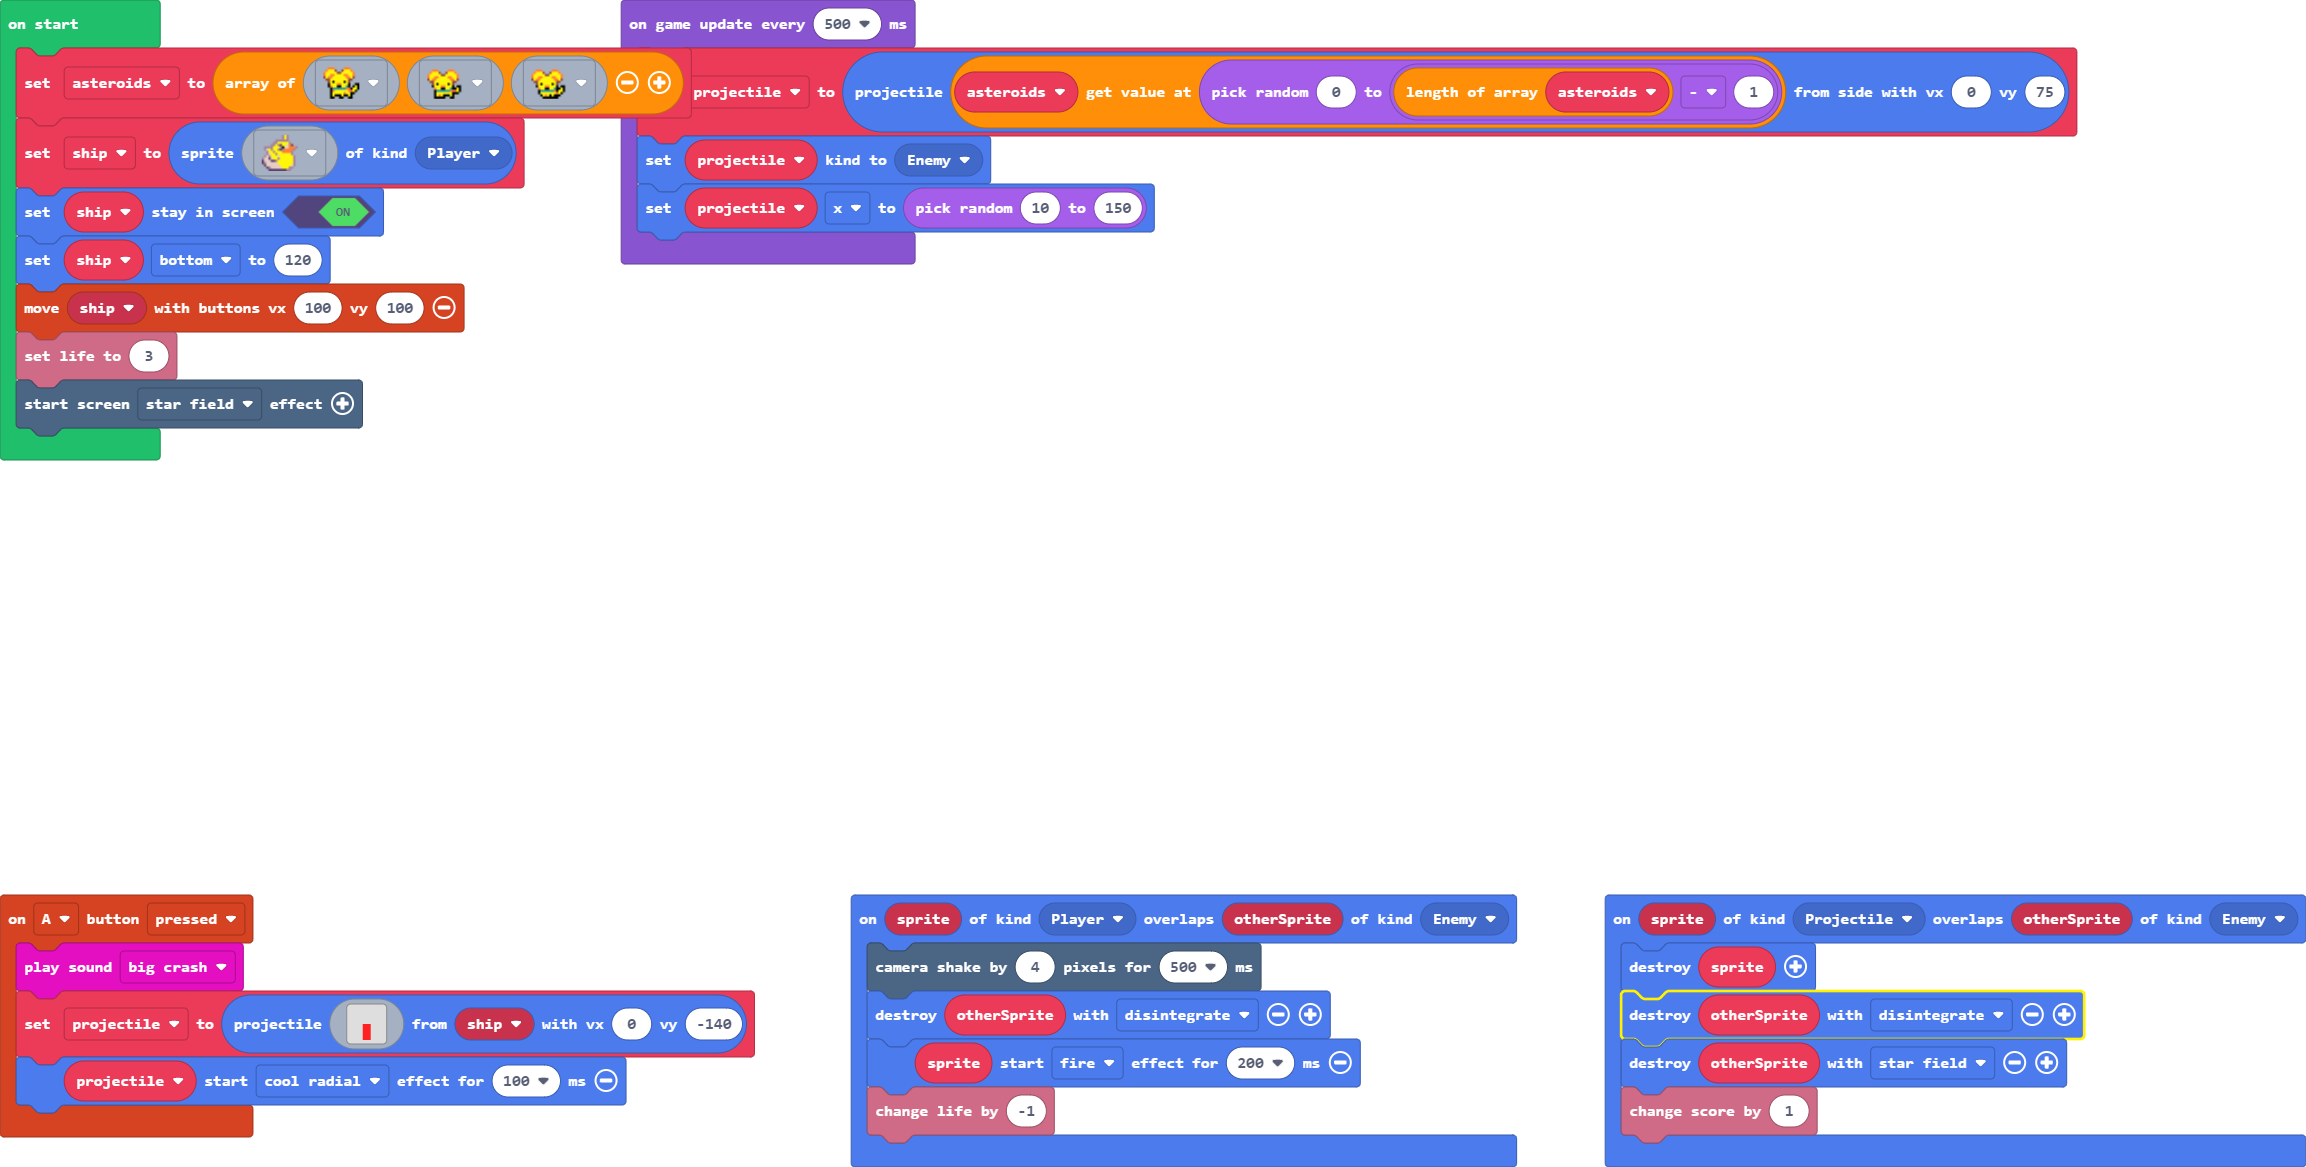 on start
set asteroids to array of
set ship to sprite of kind Player
set ship stay in screen ON
set ship bottom to 120
move ship with buttons vx 100 vy 100
set life to 3
start screen star field effect
on game update every 500 ms
projectile to projectile asteroids get value at pick random 0 to length of array asteroids - 1 from side with vx 0 vy 75
set projectile kind to Enemy
set projectile x to pick random 10 to 150
on A button pressed
play sound big crash
set projectile to projectile from ship with vx 0 vy -140
projectile start cool radial effect for 100 ms
on sprite of kind Player overlaps otherSprite of kind Enemy
camera shake by 4 pixels for 500 ms
destroy otherSprite with disintegrate
sprite start fire effect for 200 ms
change life by -1
on sprite of kind Projectile overlaps otherSprite of kind Enemy
destroy sprite
destroy otherSprite with disintegrate
destroy otherSprite with star field
change score by 1